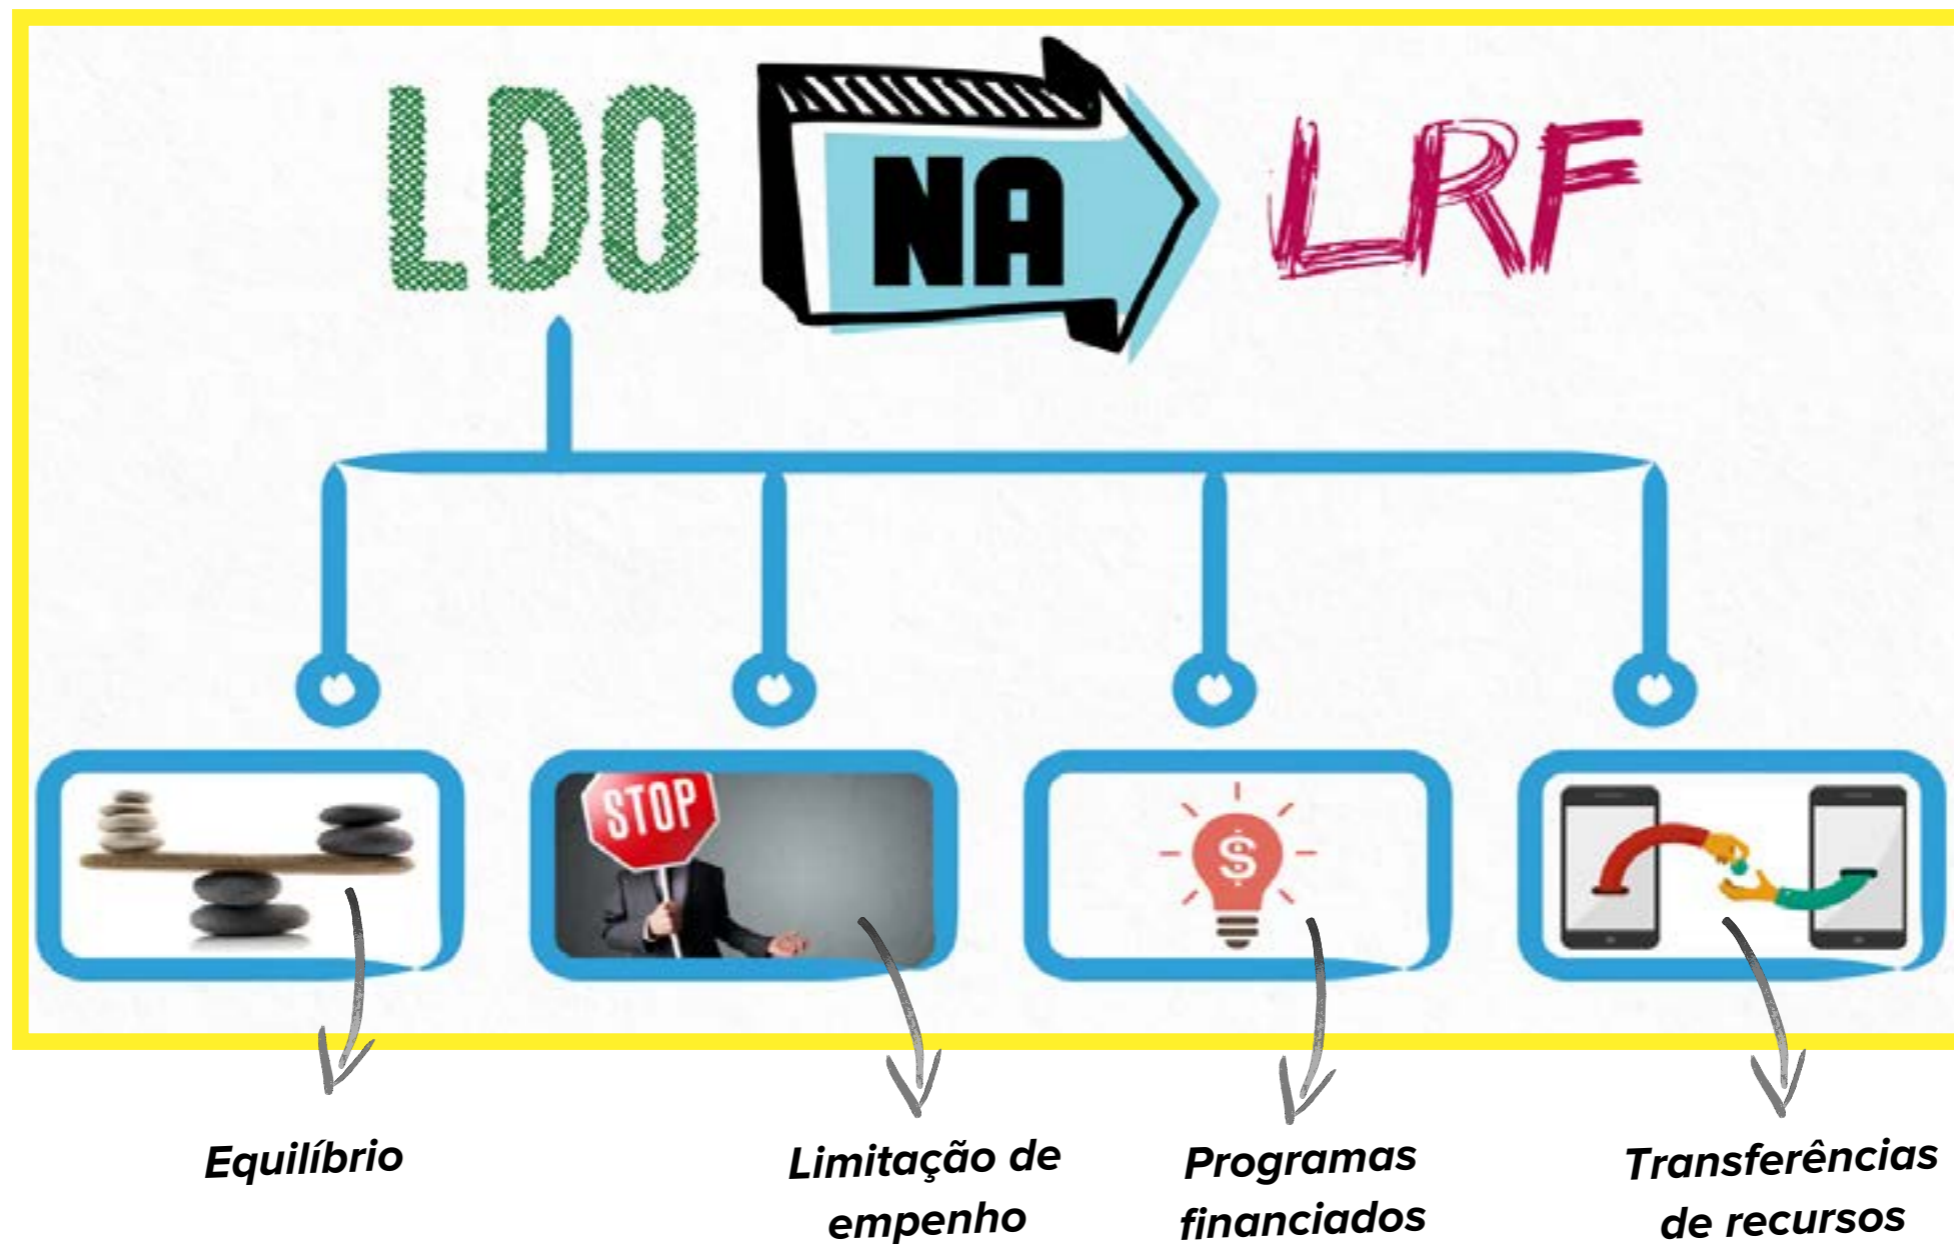 LDO NA LRF
STOP
$
Equilíbrio
Limitação de
empenho
Programas
financiados
Transferências
de recursos